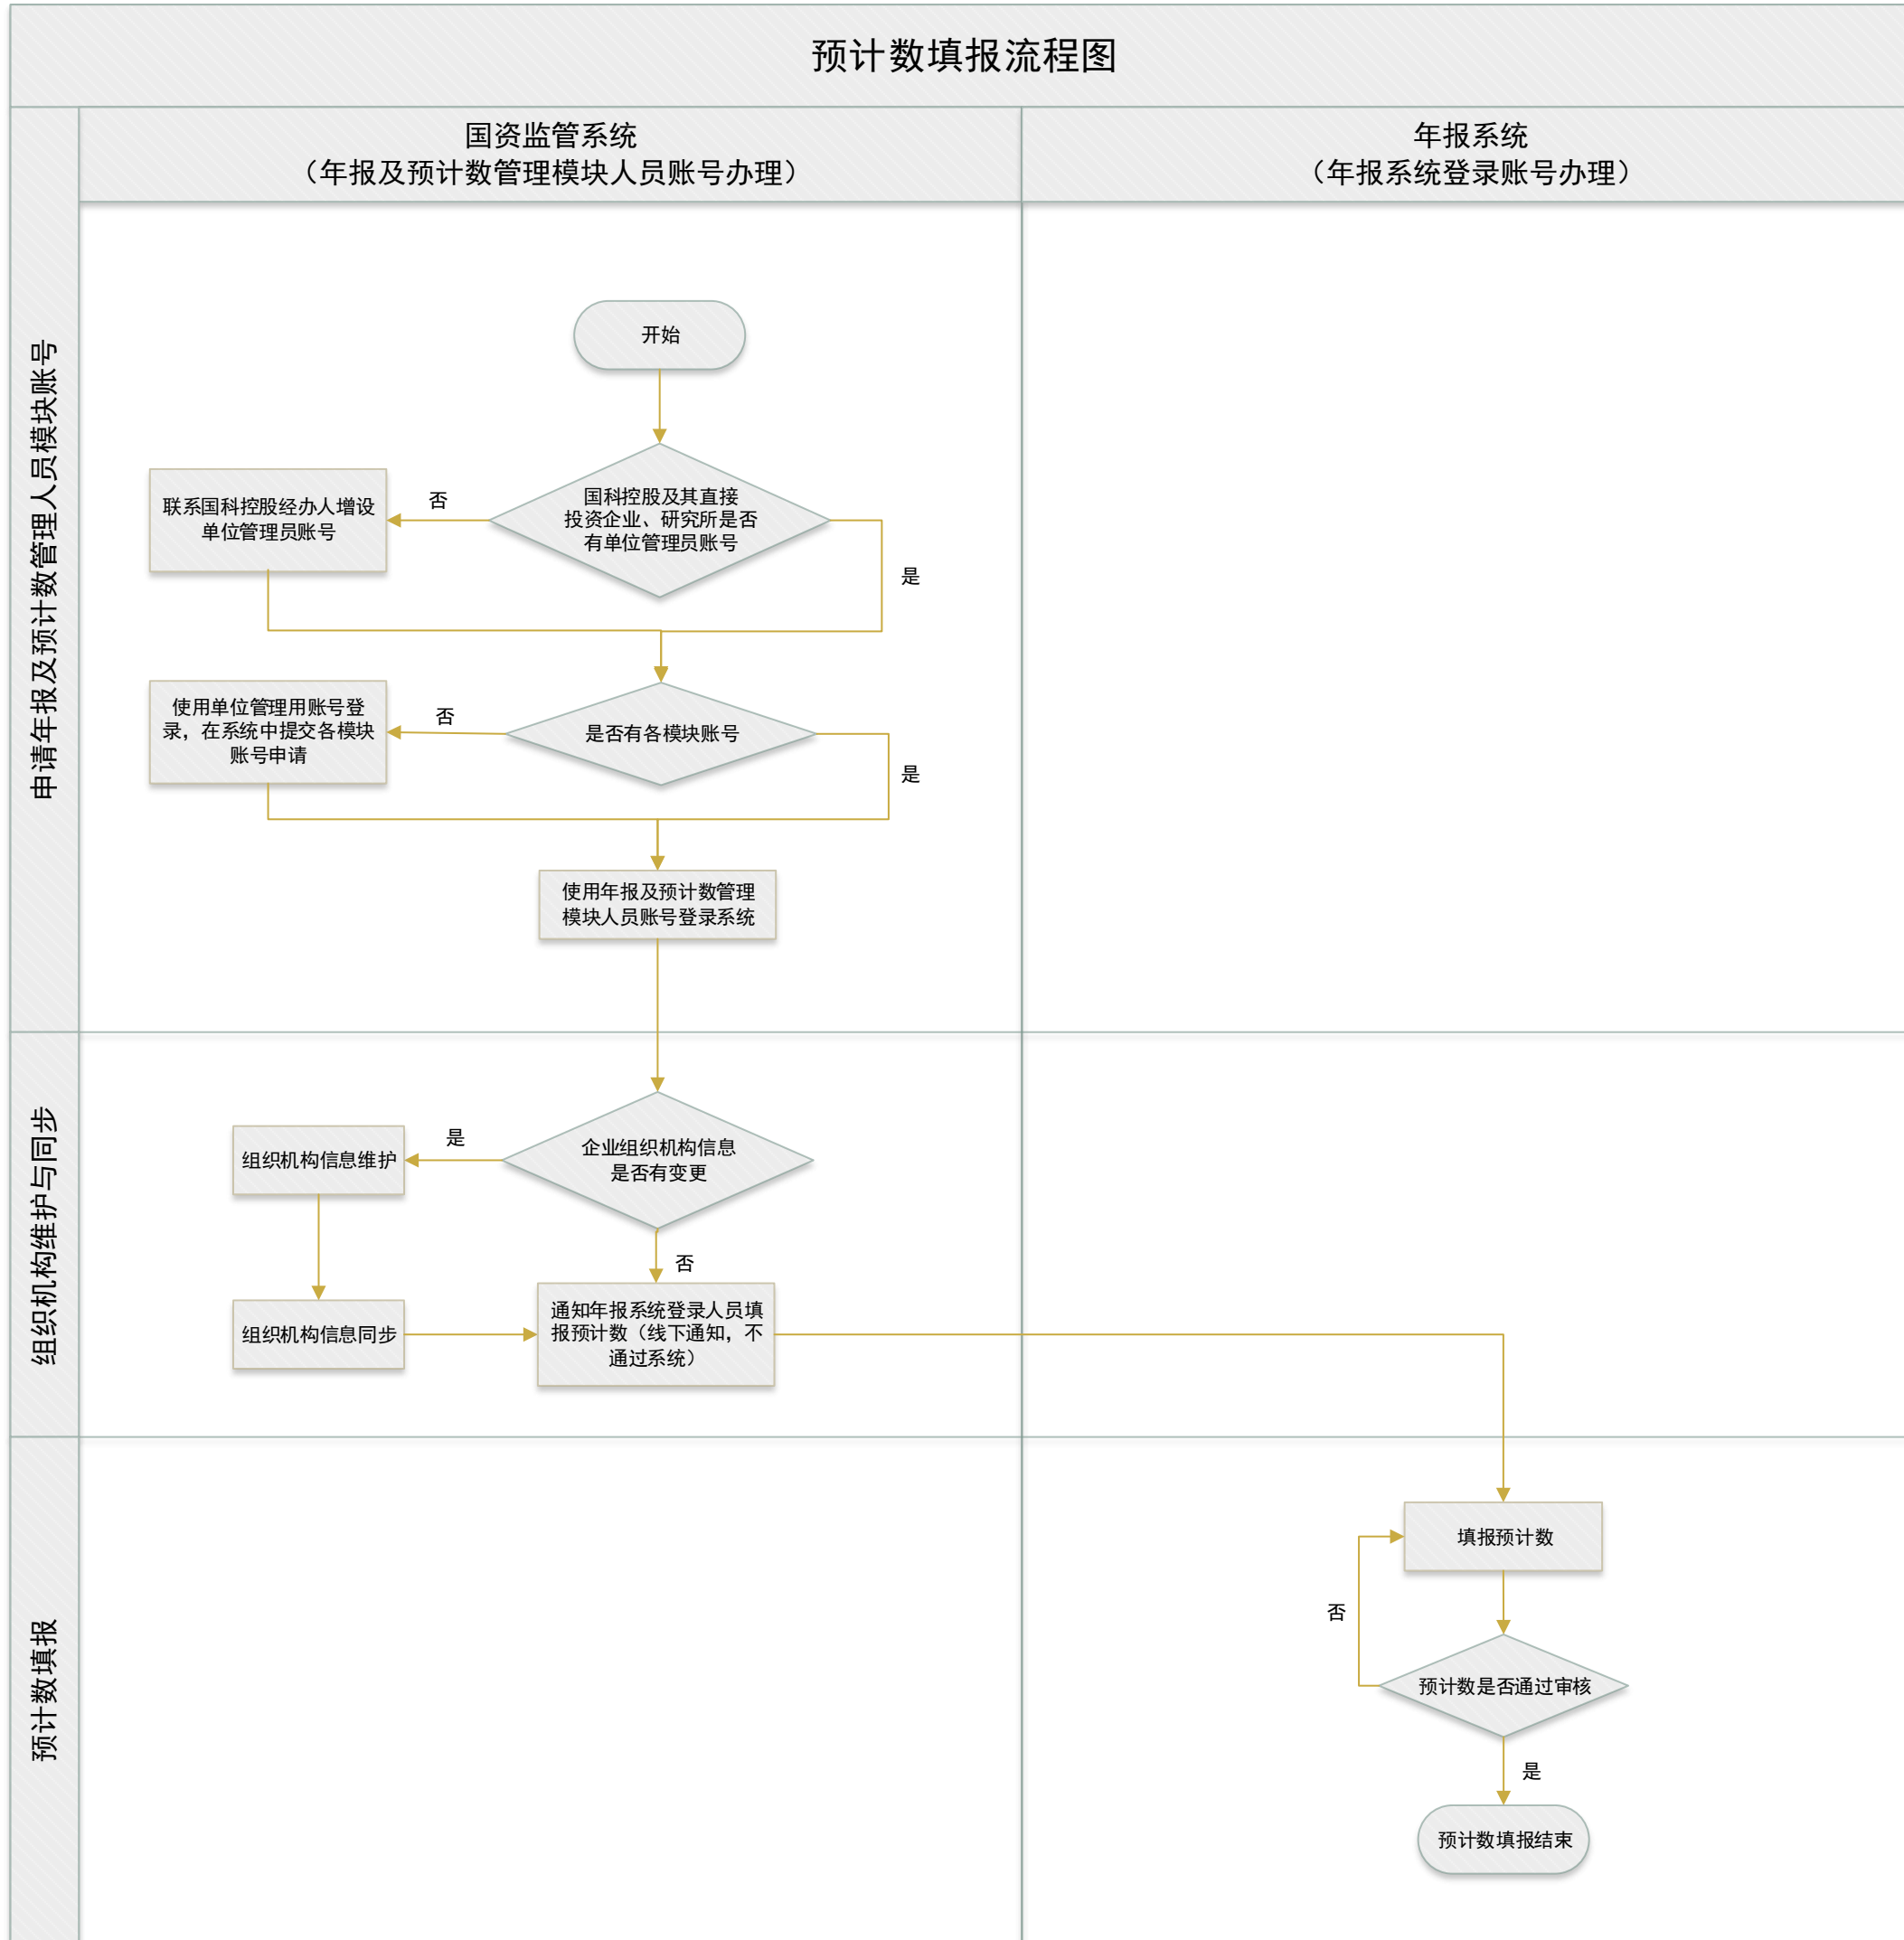 预计数填报流程图
国资监管系统
（年报及预计数管理模块人员账号办理）
年报系统
（年报系统登录账号办理）
申请年报及预计数管理人员模块账号
开始
国科控股及其直接
投资企业、研究所是否
有单位管理员账号
否
联系国科控股经办人增设
单位管理员账号
是
是否有各模块账号
否
使用单位管理用账号登
录，在系统中提交各模块
账号申请
是
使用年报及预计数管理
模块人员账号登录系统
组织机构维护与同步
企业组织机构信息
是否有变更
是
组织机构信息维护
否
组织机构信息同步
通知年报系统登录人员填
报预计数（线下通知，不
通过系统）
预计数填报
填报预计数
否
预计数是否通过审核
是
预计数填报结束